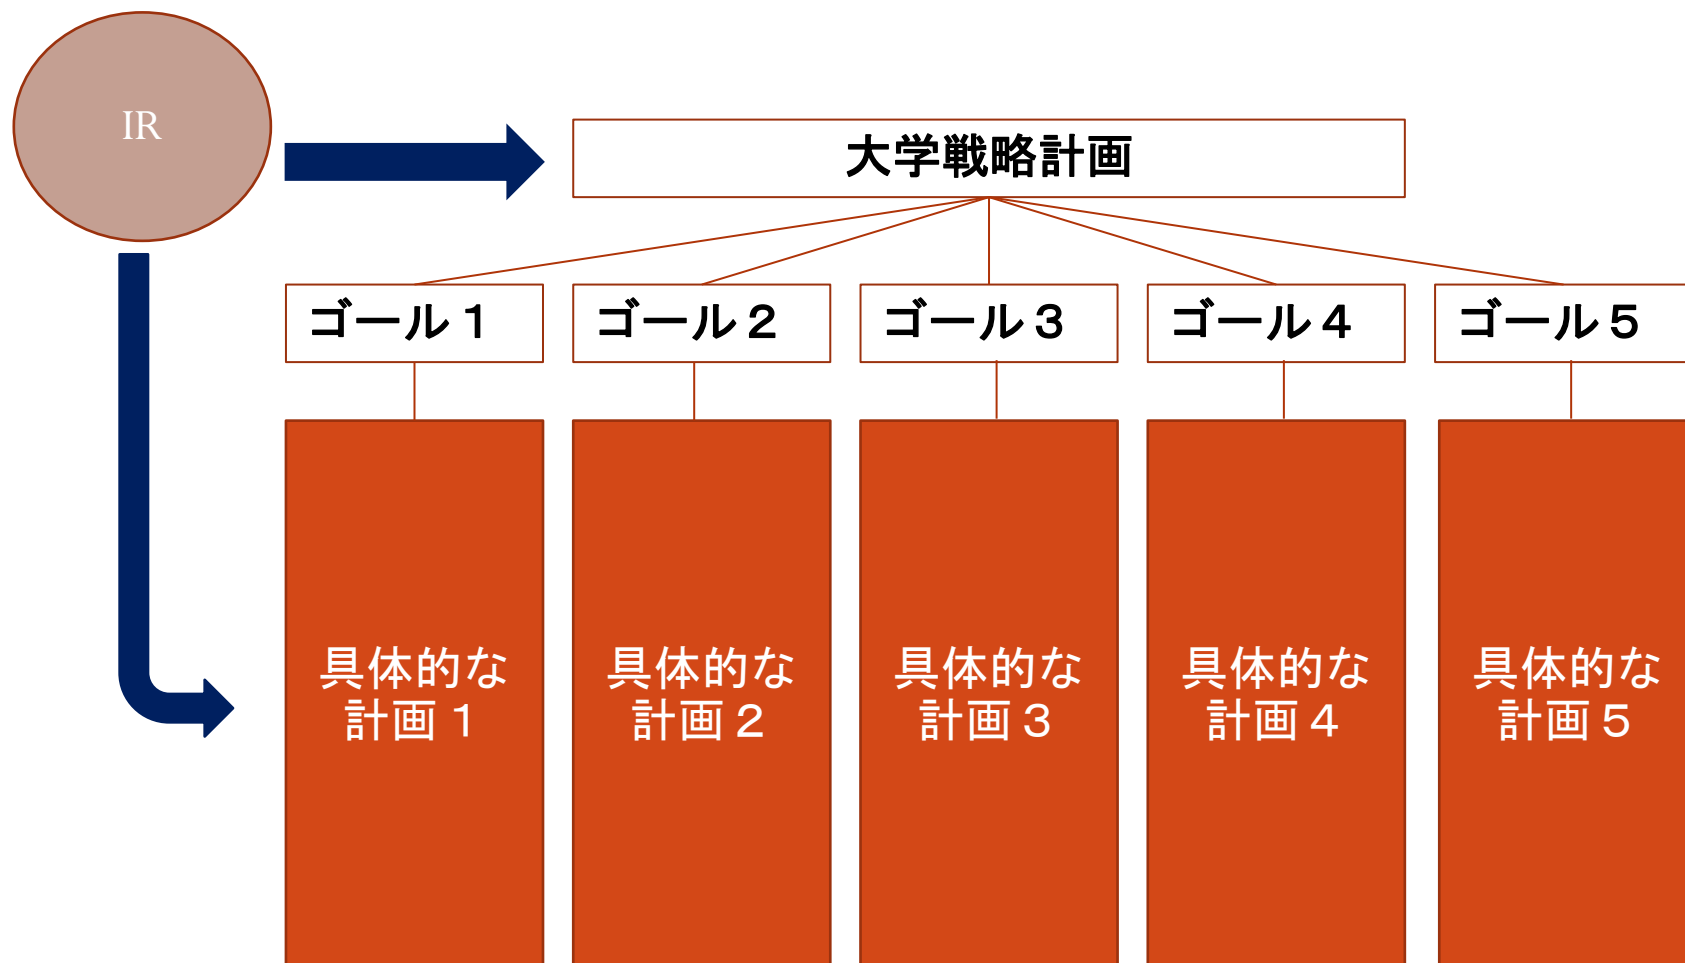 IR
大学戦略計画
ゴール１
ゴール２
ゴール３
ゴール４
ゴール５
具体的な
計画１
具体的な
計画２
具体的な
計画３
具体的な
計画４
具体的な
計画５